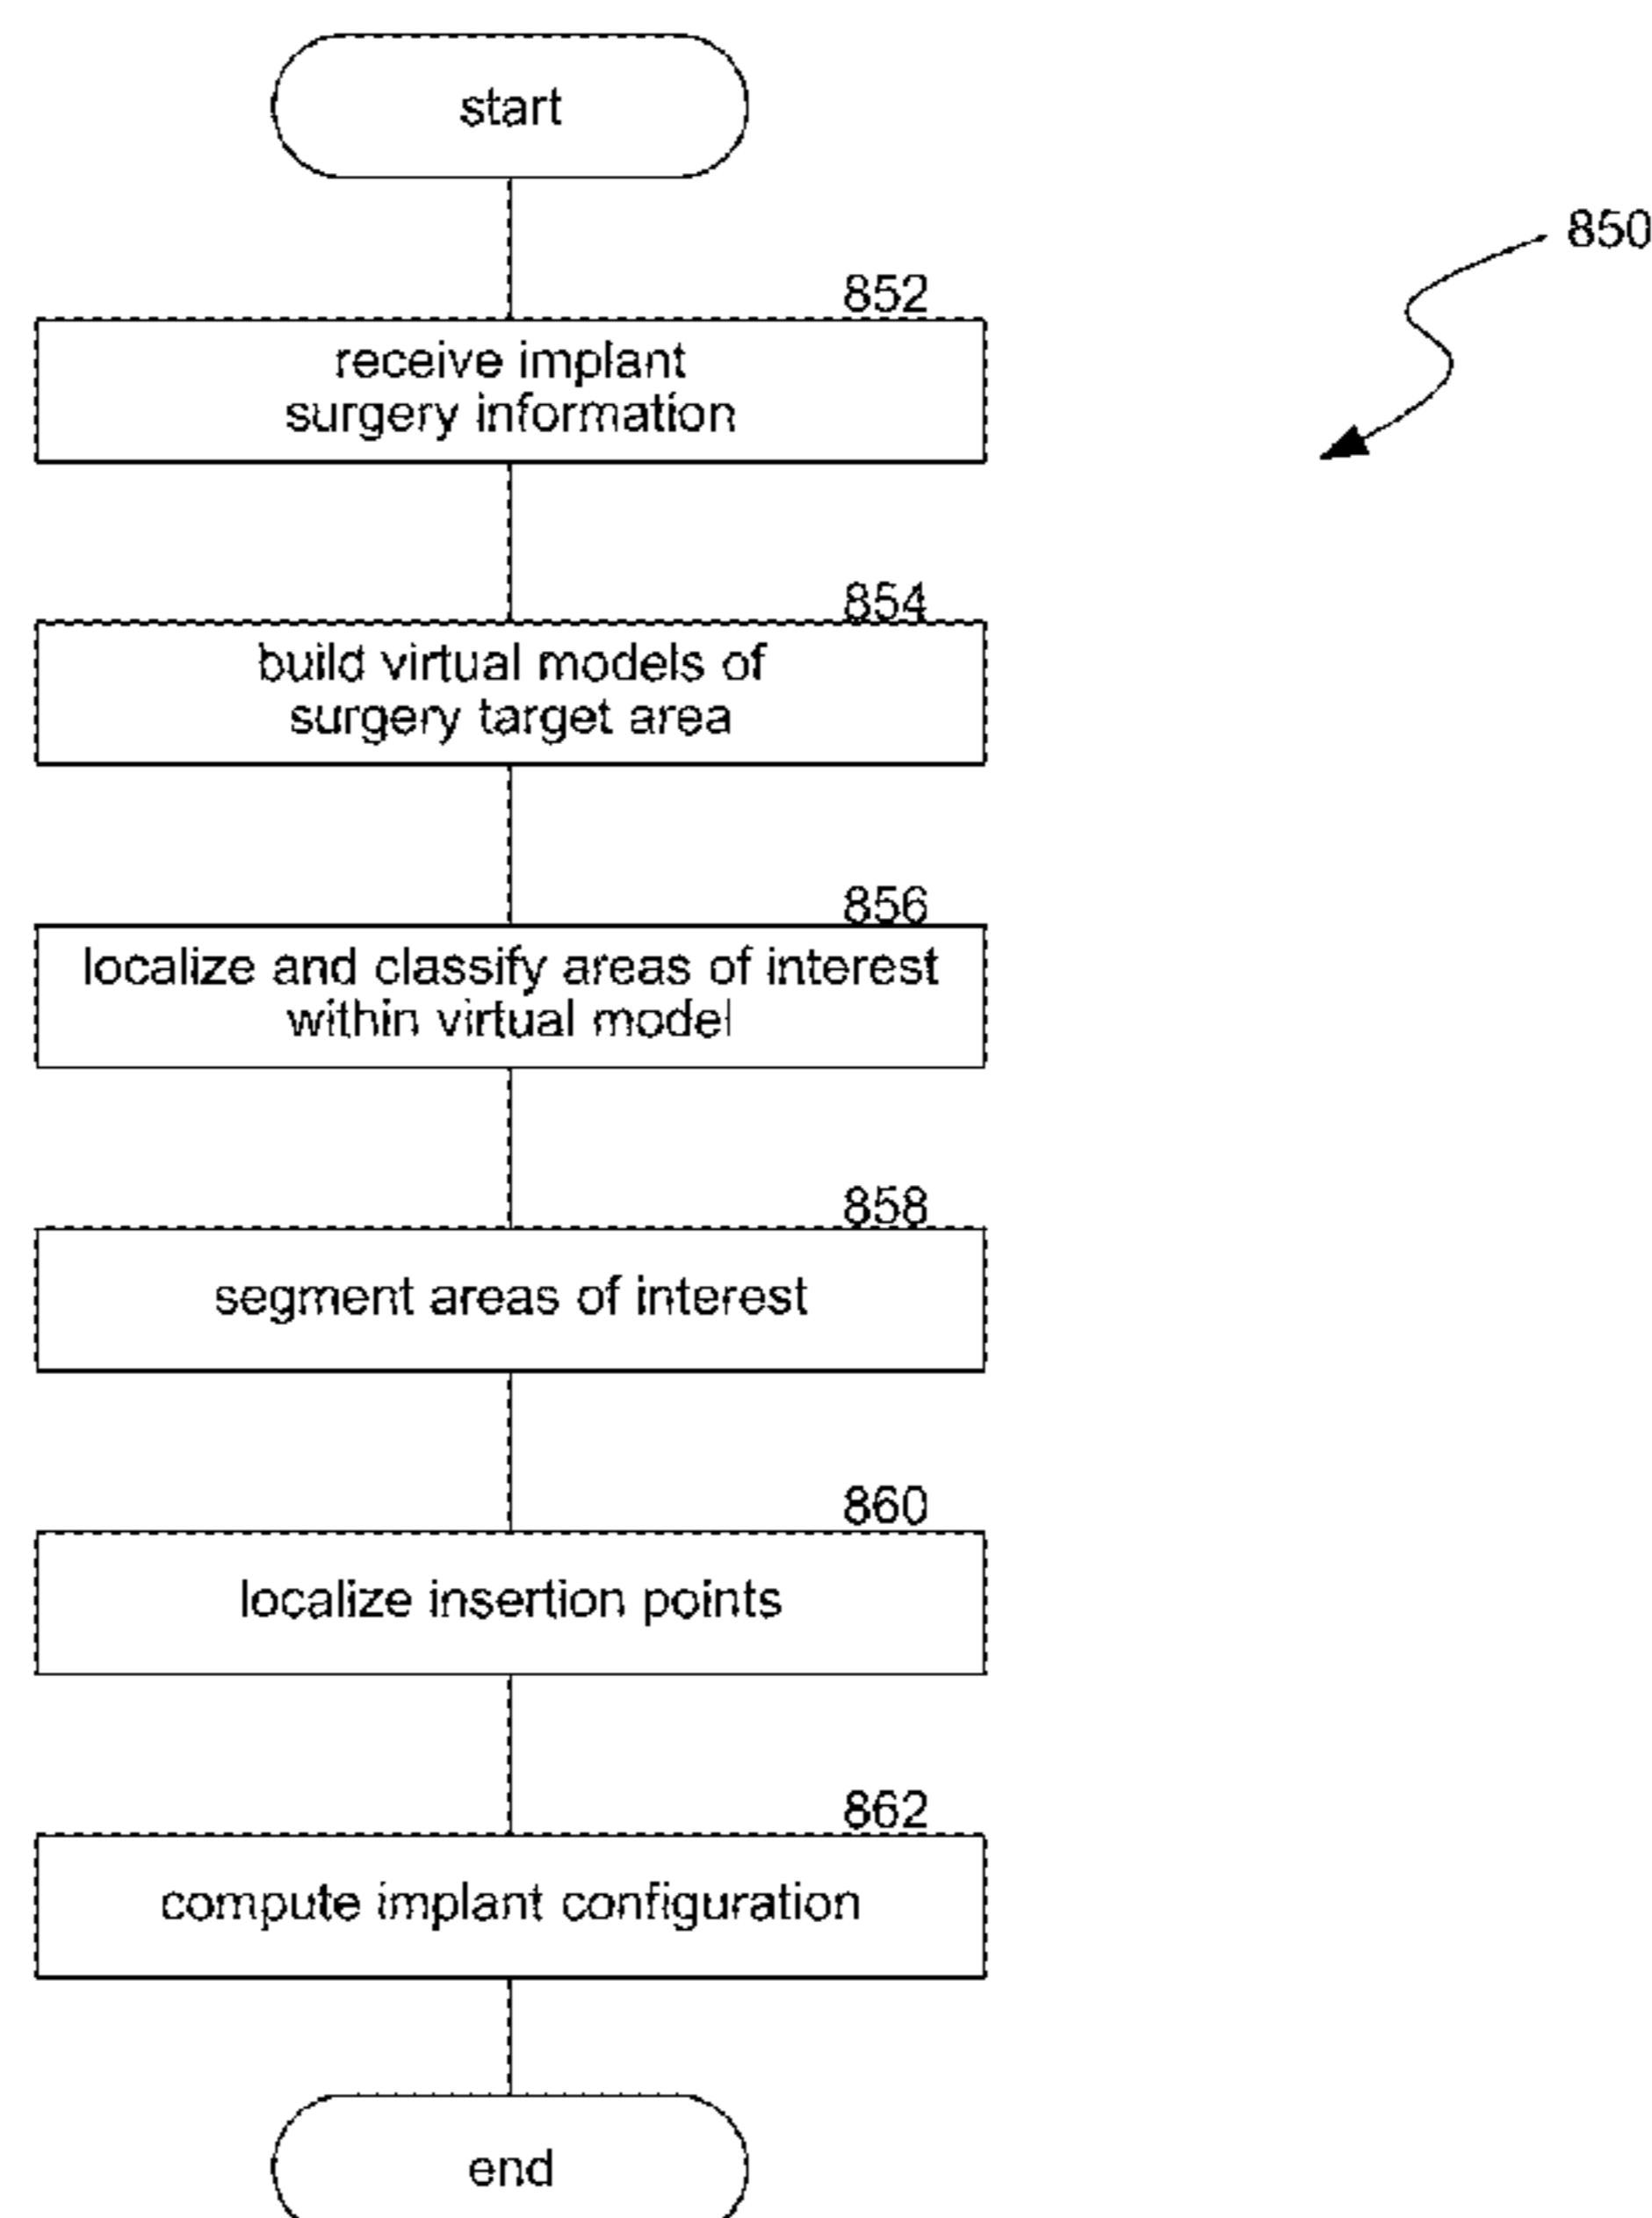 start
850
852
receive implant
surgery information
854
build virtual models of
surgery target area
856
localize and classify areas of interest
within virtual model
858
segment areas of interest
860
localize insertion points
862
compute implant configuration
end